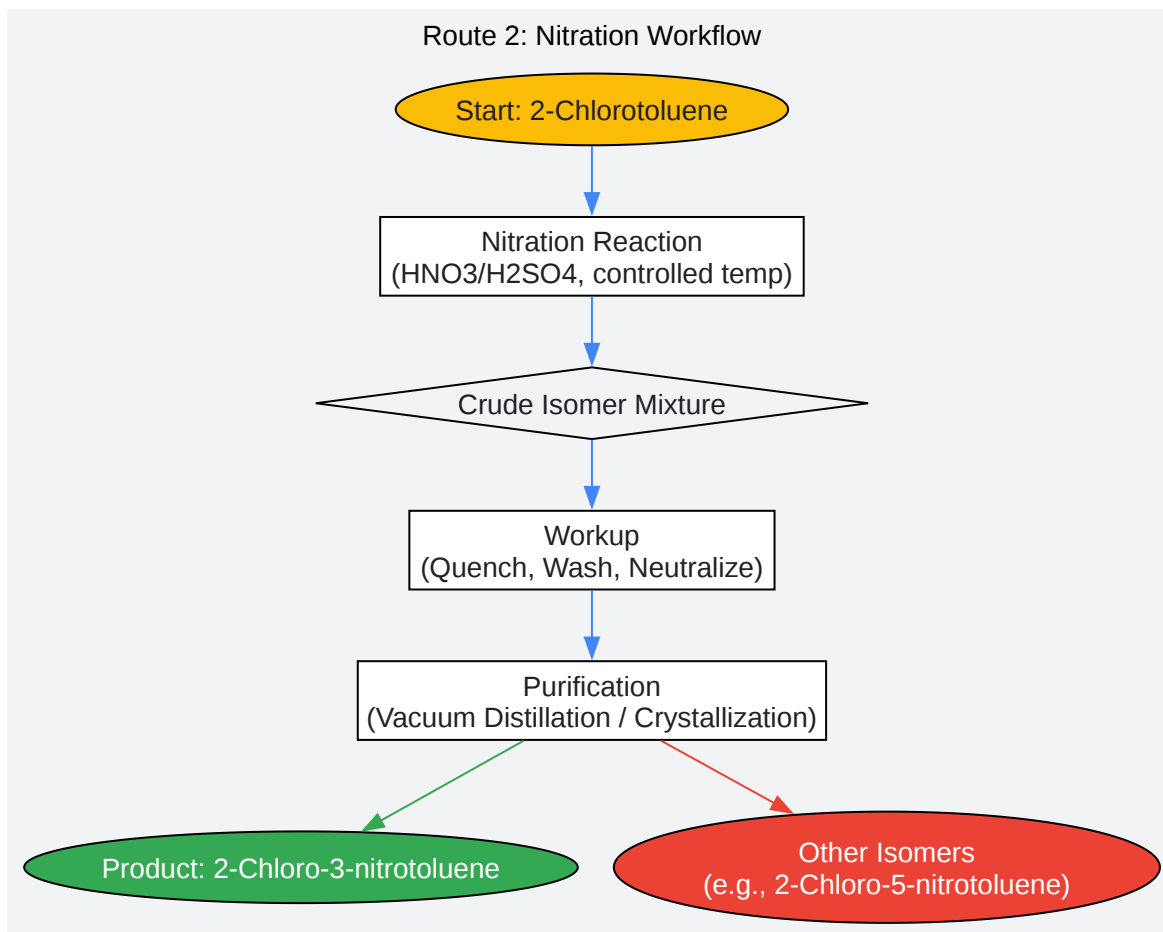 Route 2: Nitration Workflow
Start: 2-Chlorotoluene
Nitration Reaction
(HNO3/H2SO4, controlled temp)
Crude Isomer Mixture
Workup
(Quench, Wash, Neutralize)
Purification
(Vacuum Distillation / Crystallization)
Product: 2-Chloro-3-nitrotoluene
Other Isomers
(e.g., 2-Chloro-5-nitrotoluene)